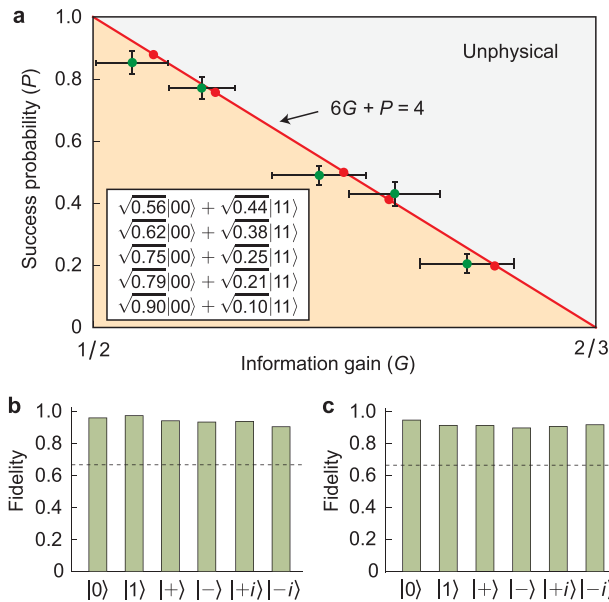 a
Success probability (P)
1.0
0.8
0.6
0.4
0.2
0
Unphysical
6G + P = 4
√0.56|00⟩ + √0.44|11⟩
√0.62|00⟩ + √0.38|11⟩
√0.75|00⟩ + √0.25|11⟩
√0.79|00⟩ + √0.21|11⟩
√0.90|00⟩ + √0.10|11⟩
1/2
2/3
Information gain (G)
b
Fidelity
1.0
0.8
0.6
0.4
0.2
0
|0⟩ |1⟩ |+⟩ |−⟩ |+i⟩ |−i⟩
c
Fidelity
1.0
0.8
0.6
0.4
0.2
0
|0⟩ |1⟩ |+⟩ |−⟩ |+i⟩ |−i⟩